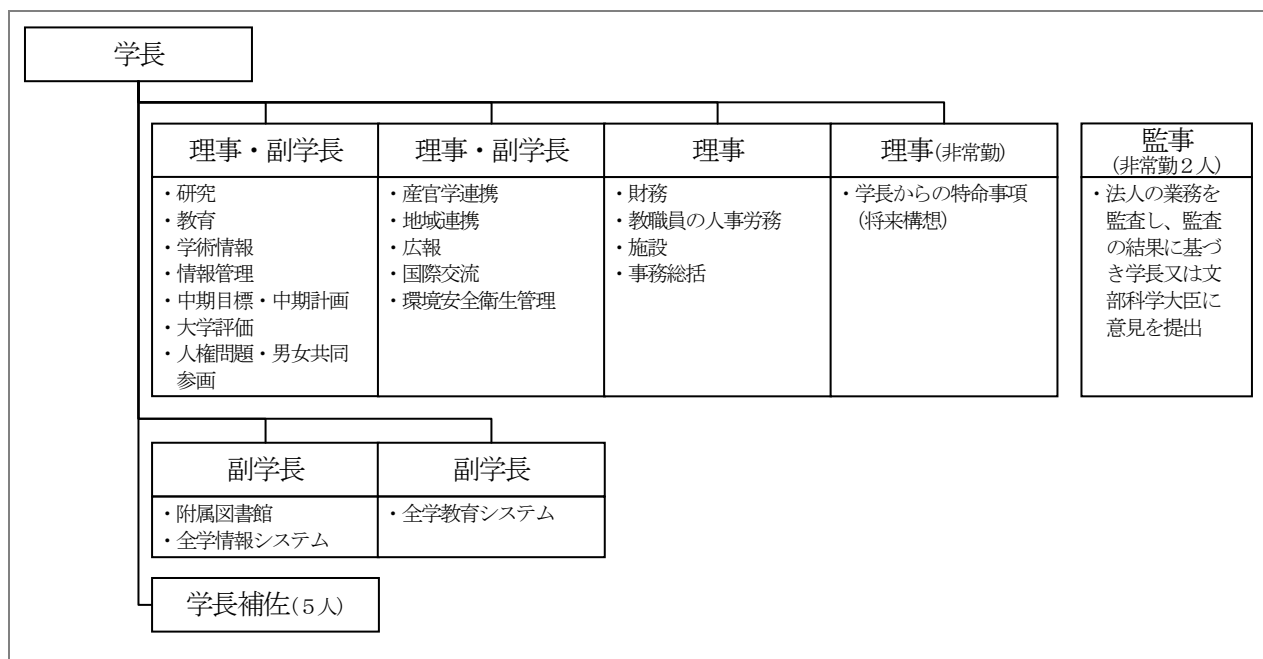 学長
理事・副学長
・研究
・教育
・学術情報
・情報管理
・中期目標・中期計画
・大学評価
・人権問題・男女共同
参画
理事・副学長
・産官学連携
・地域連携
・広報
・国際交流
・環境安全衛生管理
理事
・財務
・教職員の人事労務
・施設
・事務総括
理事(非常勤)
・学長からの特命事項
(将来構想)
監事
(非常勤２人)
・法人の業務を
監査し、監査
の結果に基づ
き学長又は文
部科学大臣に
意見を提出
副学長
・附属図書館
・全学情報システム
副学長
・全学教育システム
学長補佐(５人)